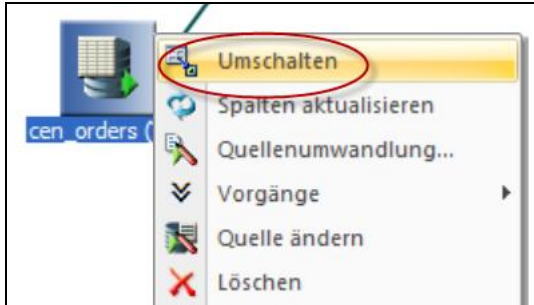 Umschalten
cen_orders (
Spalten aktualisieren
Quellenumwandlung...
Vorgänge
Quelle ändern
Löschen